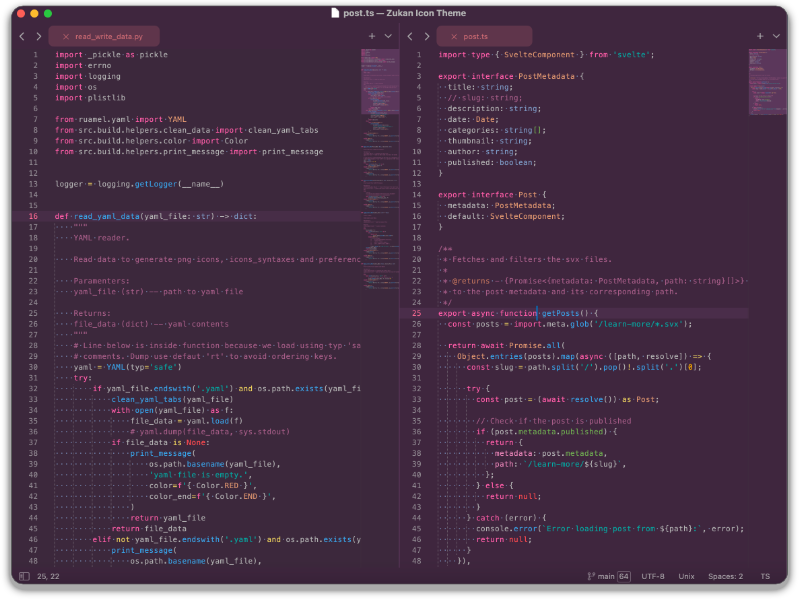 post.ts — Zukan Icon Theme
read_write_data.py
post.ts
1 import _pickle as pickle
2 import errno
3 import logging
4 import os
5 import plistlib
6
7 from ruamel.yaml import YAML
8 from src.build.helpers.clean_data import clean_yaml_tabs
9 from src.build.helpers.color import Color
10 from src.build.helpers.print_message import print_message
11
12
13 logger = logging.getLogger(__name__)
14
15
16 def read_yaml_data(yaml_file: str) -> dict:
17 """
18 YAML reader.
19
20 Read data to generate png icons, icons_syntaxes and preferenc
21
22 Paramenters:
23 yaml_file (str) -- path to yaml file
24
25 Returns:
26 file_data (dict) -- yaml contents
27 """
28 # Line below is inside function because we load using typ 'sa
29 # comments. Dump use defaut 'rt' to avoid ordering keys.
30 yaml = YAML(typ='safe')
31 try:
32 if yaml_file.endswith('.yaml') and os.path.exists(yaml_fi
33 clean_yaml_tabs(yaml_file)
34 with open(yaml_file) as f:
35 file_data = yaml.load(f)
36 # yaml.dump(file_data, sys.stdout)
37 if file_data is None:
38 print_message(
39 os.path.basename(yaml_file),
40 'yaml file is empty.',
41 color=f'{ Color.RED }',
42 color_end=f'{ Color.END }',
43 )
44 return yaml_file
45 return file_data
46 elif not yaml_file.endswith('.yaml') and os.path.exists(y
47 print_message(
48 os.path.basename(yaml_file),
1 import type { SvelteComponent } from 'svelte';
2
3 export interface PostMetadata {
4 title: string;
5 // slug: string;
6 description: string;
7 date: Date;
8 categories: string[];
9 thumbnail: string;
10 author: string;
11 published: boolean;
12 }
13
14 export interface Post {
15 metadata: PostMetadata;
16 default: SvelteComponent;
17 }
18
19 /**
20 * Fetches and filters the svx files.
21 *
22 * @returns - {Promise<{metadata: PostMetadata, path: string}[]>}
23 * to the post metadata and its corresponding path.
24 */
25 export async function getPosts() {
26 const posts = import.meta.glob('/learn-more/*.svx');
27
28 return await Promise.all(
29 Object.entries(posts).map(async ([path, resolve]) => {
30 const slug = path.split('/').pop()!.split('.')[0];
31
32 try {
33 const post = (await resolve()) as Post;
34
35 // Check if the post is published
36 if (post.metadata.published) {
37 return {
38 metadata: post.metadata,
39 path: `/learn-more/${slug}`,
40 };
41 } else {
42 return null;
43 }
44 } catch (error) {
45 console.error(`Error loading post from ${path}:`, error);
46 return null;
47 }
48 }),
25, 22
main 64 UTF-8 Unix Spaces: 2 TS